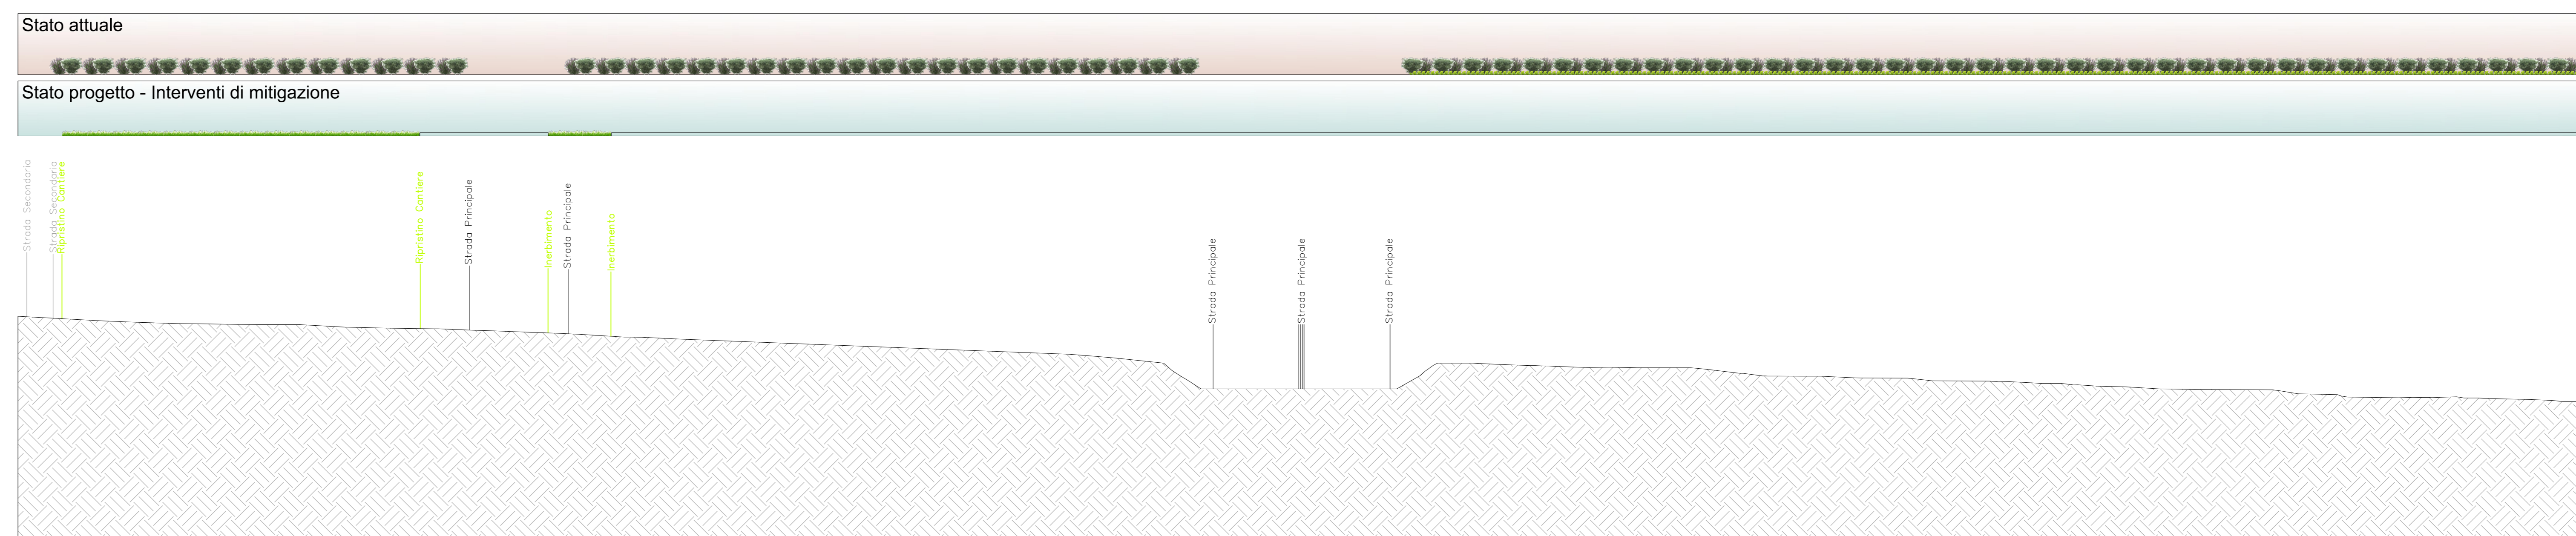 Stato attuale
Stato progetto - Interventi di mitigazione
Strada Secondaria
Strada Secondaria
Ripristino Cantiere
Ripristino Cantiere
Strada Principale
Inerbimento
Strada Principale
Inerbimento
Strada Principale
Strada Principale
Strada Principale